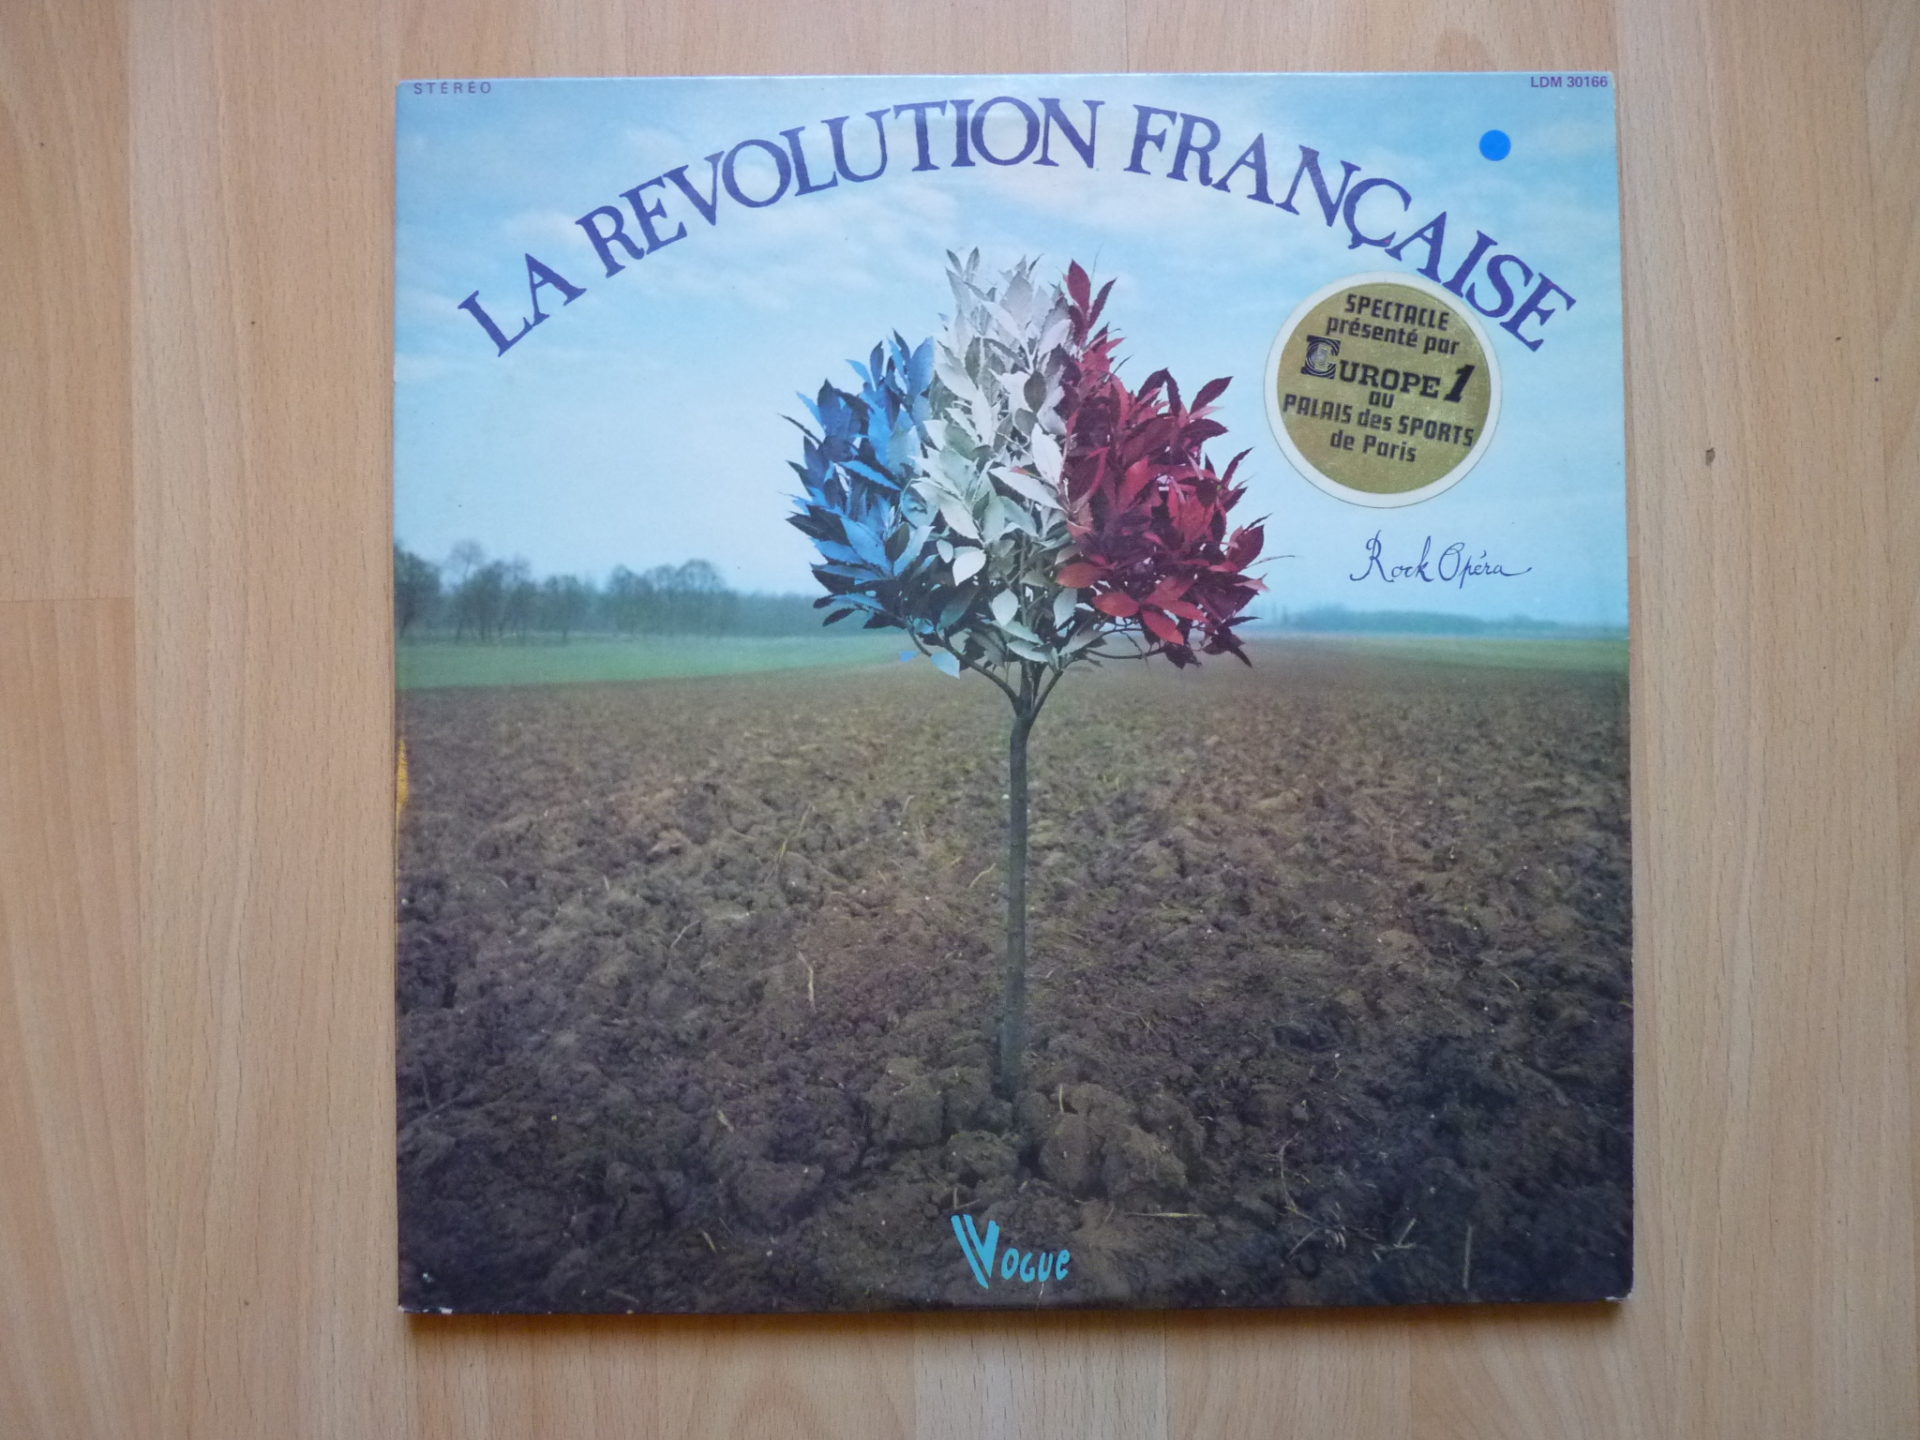 STÉRÉO
LDM 30166
LA REVOLUTION FRANÇAISE
SPECTACLE
présenté par
EUROPE 1
au
PALAIS des SPORTS
de Paris
Rock Opéra
VOGUE